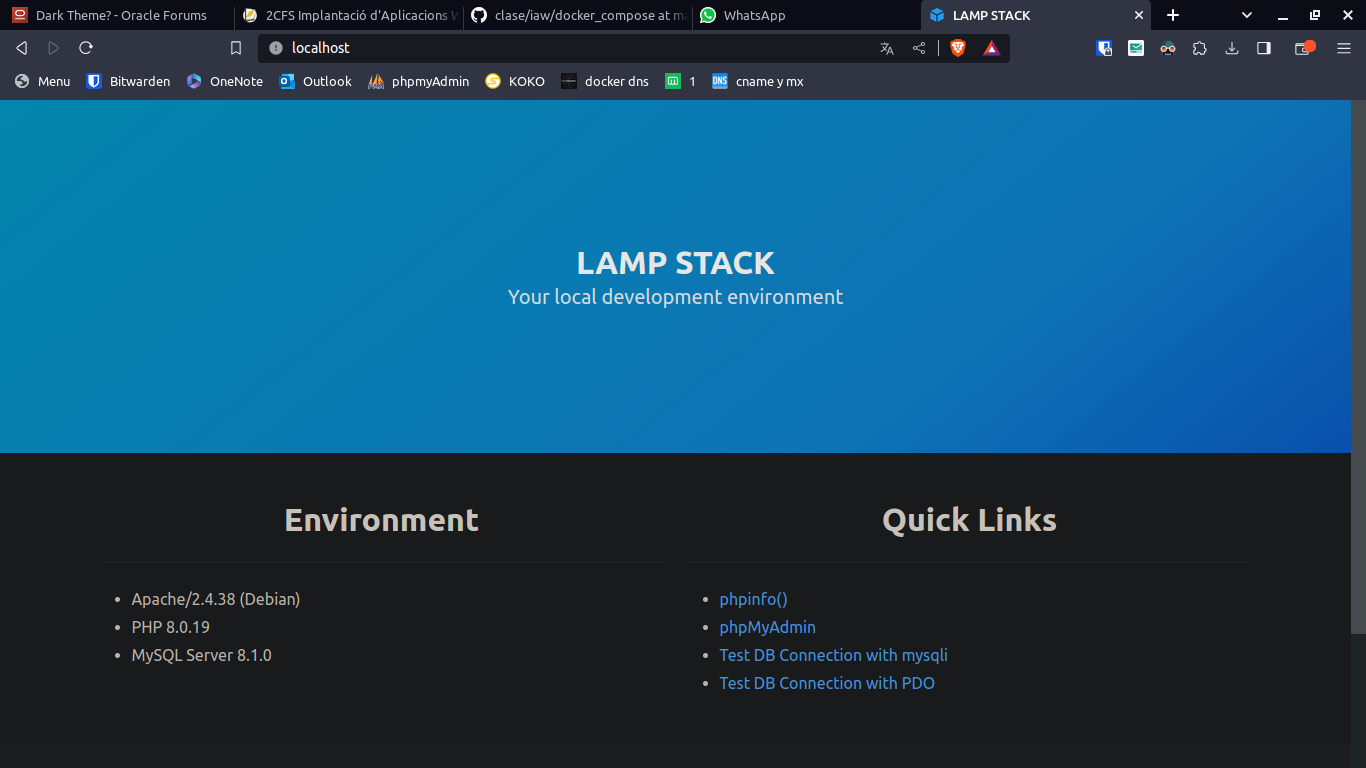 Dark Theme? - Oracle Forums
2CFS Implantació d'Aplicacions W
clase/iaw/docker_compose at ma
WhatsApp
LAMP STACK
localhost
Menu
Bitwarden
OneNote
Outlook
phpmyAdmin
KOKO
docker dns
1
DNS
cname y mx
LAMP STACK
Your local development environment
Environment
Quick Links
Apache/2.4.38 (Debian)
PHP 8.0.19
MySQL Server 8.1.0
phpinfo()
phpMyAdmin
Test DB Connection with mysqli
Test DB Connection with PDO